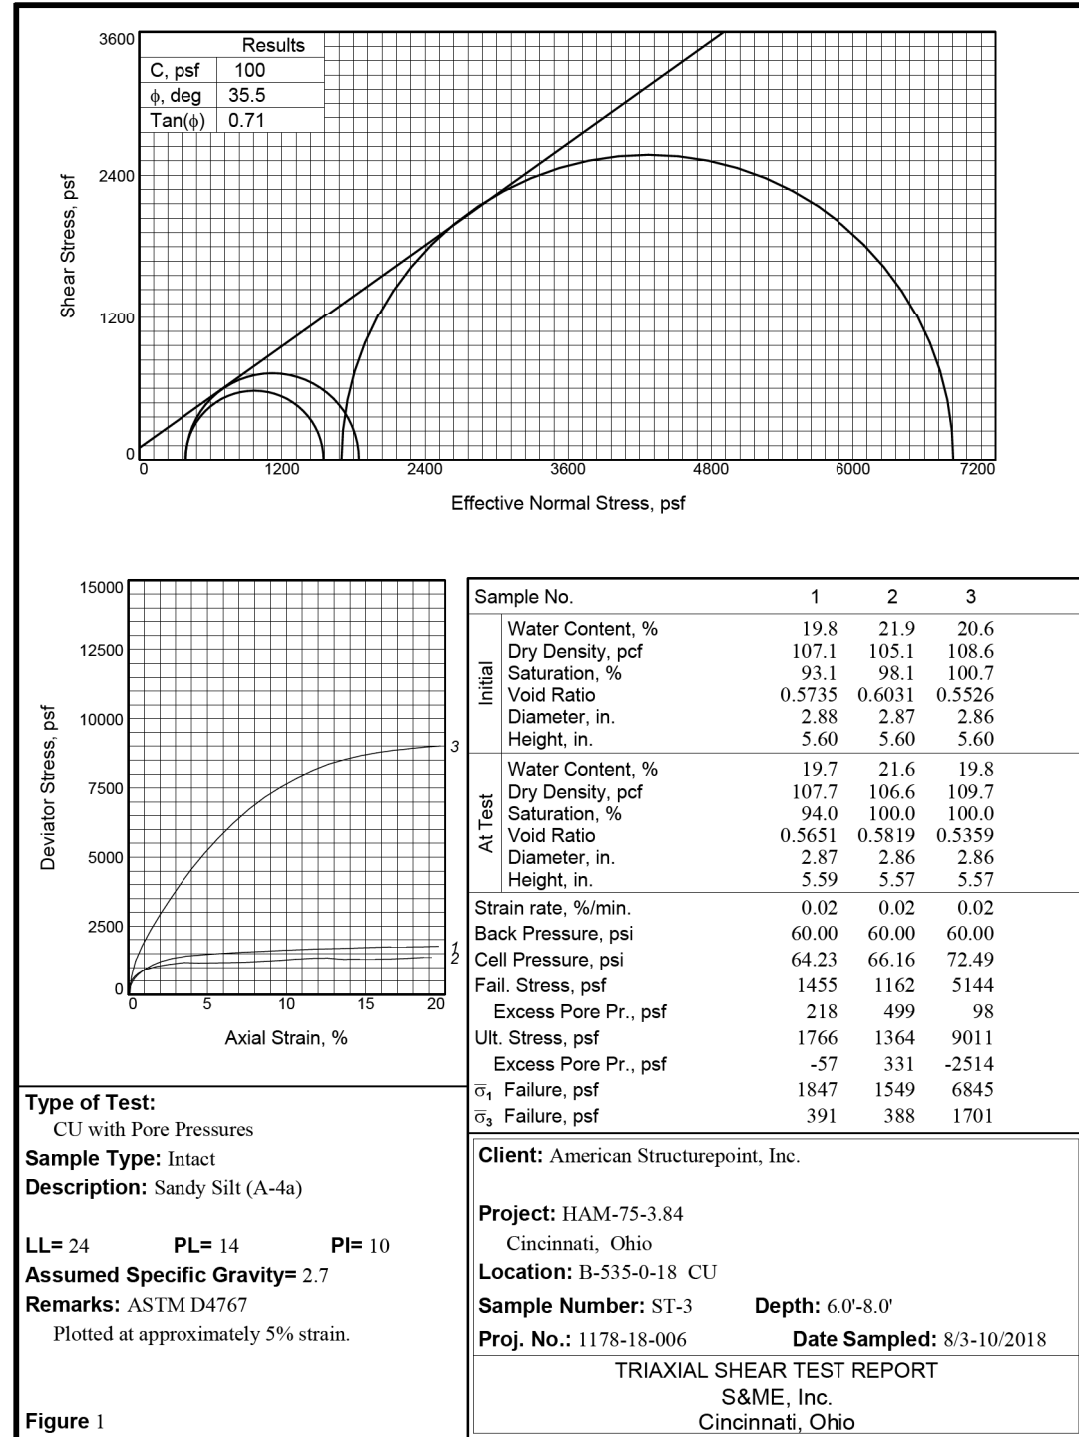 Results
C, psf 100
ϕ, deg 35.5
Tan(ϕ) 0.71
3600
2400
1200
0
Shear Stress, psf
0 1200 2400 3600 4800 6000 7200
Effective Normal Stress, psf
15000
12500
10000
7500
5000
2500
0
Deviator Stress, psf
3
1
2
0 5 10 15 20
Axial Strain, %
Sample No. 1 2 3
Initial
Water Content, % 19.8 21.9 20.6
Dry Density, pcf 107.1 105.1 108.6
Saturation, % 93.1 98.1 100.7
Void Ratio 0.5735 0.6031 0.5526
Diameter, in. 2.88 2.87 2.86
Height, in. 5.60 5.60 5.60
At Test
Water Content, % 19.7 21.6 19.8
Dry Density, pcf 107.7 106.6 109.7
Saturation, % 94.0 100.0 100.0
Void Ratio 0.5651 0.5819 0.5359
Diameter, in. 2.87 2.86 2.86
Height, in. 5.59 5.57 5.57
Strain rate, %/min. 0.02 0.02 0.02
Back Pressure, psi 60.00 60.00 60.00
Cell Pressure, psi 64.23 66.16 72.49
Fail. Stress, psf 1455 1162 5144
Excess Pore Pr., psf 218 499 98
Ult. Stress, psf 1766 1364 9011
Excess Pore Pr., psf -57 331 -2514
σ̅₁ Failure, psf 1847 1549 6845
σ̅₃ Failure, psf 391 388 1701
Type of Test:
CU with Pore Pressures
Sample Type: Intact
Description: Sandy Silt (A-4a)
LL= 24 PL= 14 PI= 10
Assumed Specific Gravity= 2.7
Remarks: ASTM D4767
Plotted at approximately 5% strain.
Figure 1
Client: American Structurepoint, Inc.
Project: HAM-75-3.84
Cincinnati, Ohio
Location: B-535-0-18 CU
Sample Number: ST-3 Depth: 6.0'-8.0'
Proj. No.: 1178-18-006 Date Sampled: 8/3-10/2018
TRIAXIAL SHEAR TEST REPORT
S&ME, Inc.
Cincinnati, Ohio